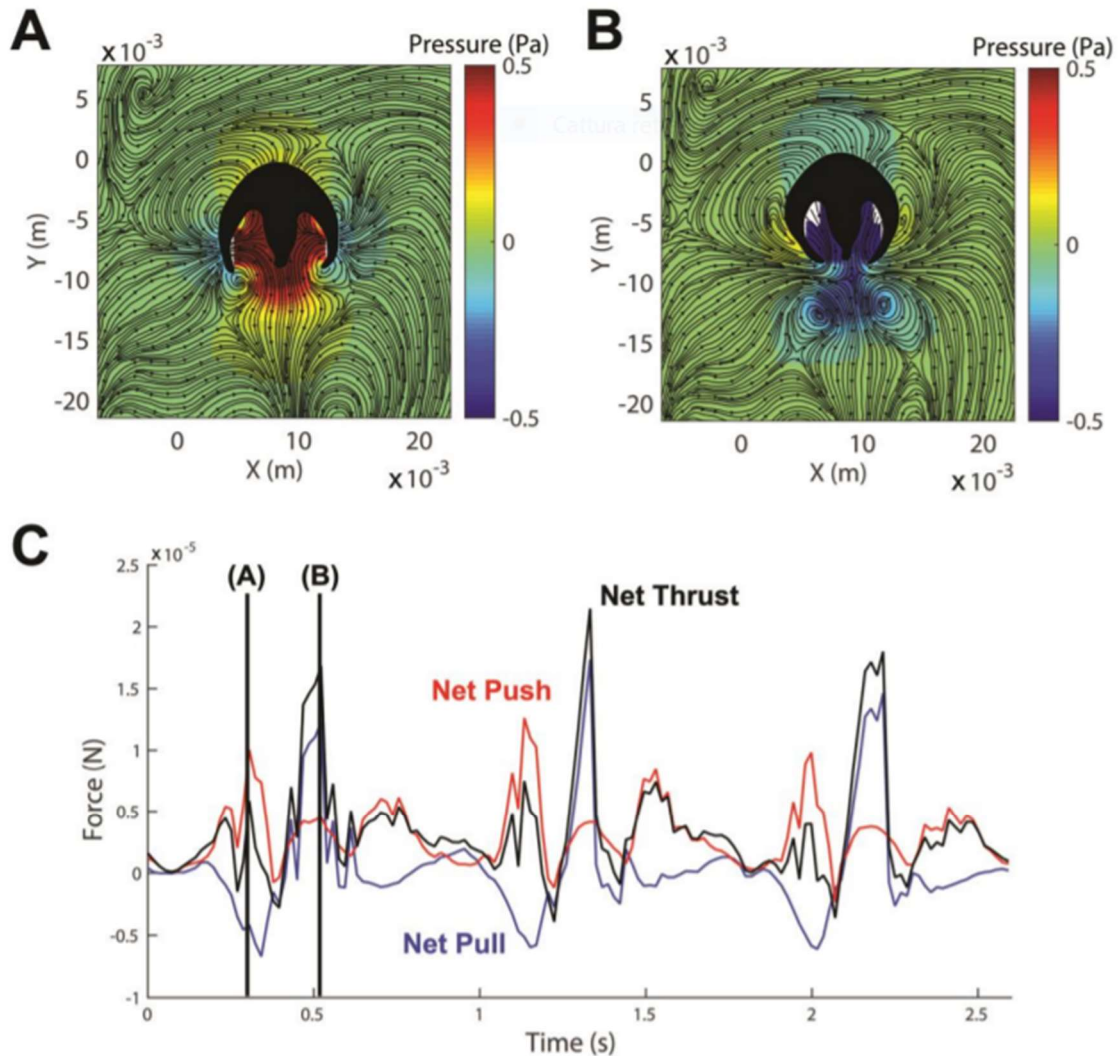 A
x10-3
Pressure (Pa)
0.5
0
-0.5
5
0
-5
-10
-15
-20
Y (m)
0
10
20
X (m)
x10-3
B
x10-3
Pressure (Pa)
0.5
0
-0.5
5
0
-5
-10
-15
-20
Y (m)
0
10
20
X (m)
x10-3
Cattura
C
x10-5
2.5
2
1.5
1
0.5
0
-0.5
-1
Force (N)
(A)
(B)
Net Thrust
Net Push
Net Pull
0
0.5
1
1.5
2
2.5
Time (s)